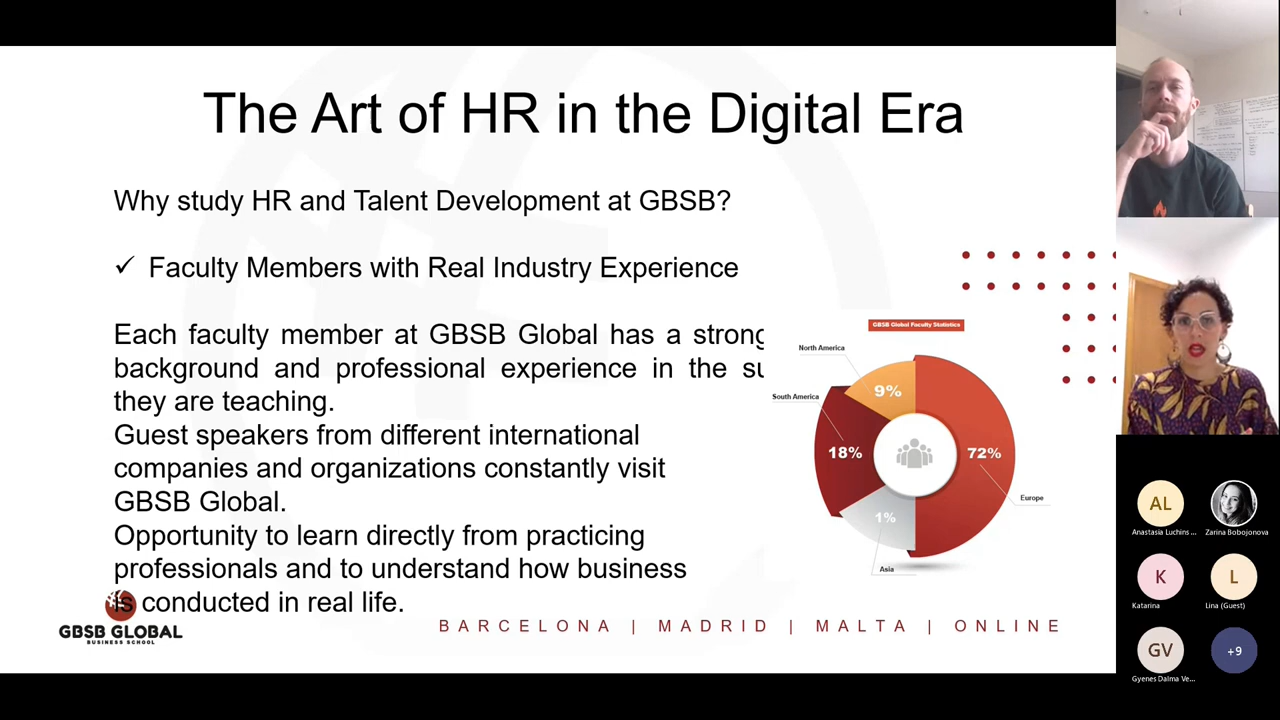 The Art of HR in the Digital Era
Why study HR and Talent Development at GBSB?
✓ Faculty Members with Real Industry Experience
Each faculty member at GBSB Global has a strong
background and professional experience in the su
they are teaching.
Guest speakers from different international
companies and organizations constantly visit
GBSB Global.
Opportunity to learn directly from practicing
professionals and to understand how business
is conducted in real life.
GBSB Global Faculty Statistics
North America
9%
South America
18%
72%
Europe
1%
Asia
GBSB GLOBAL
BUSINESS SCHOOL
BARCELONA | MADRID | MALTA | ONLINE
AL
Anastasia Luchins ...
Zarina Bobojonova
K
Katarina
L
Lina (Guest)
GV
Gyenes Dalma Ve...
+9